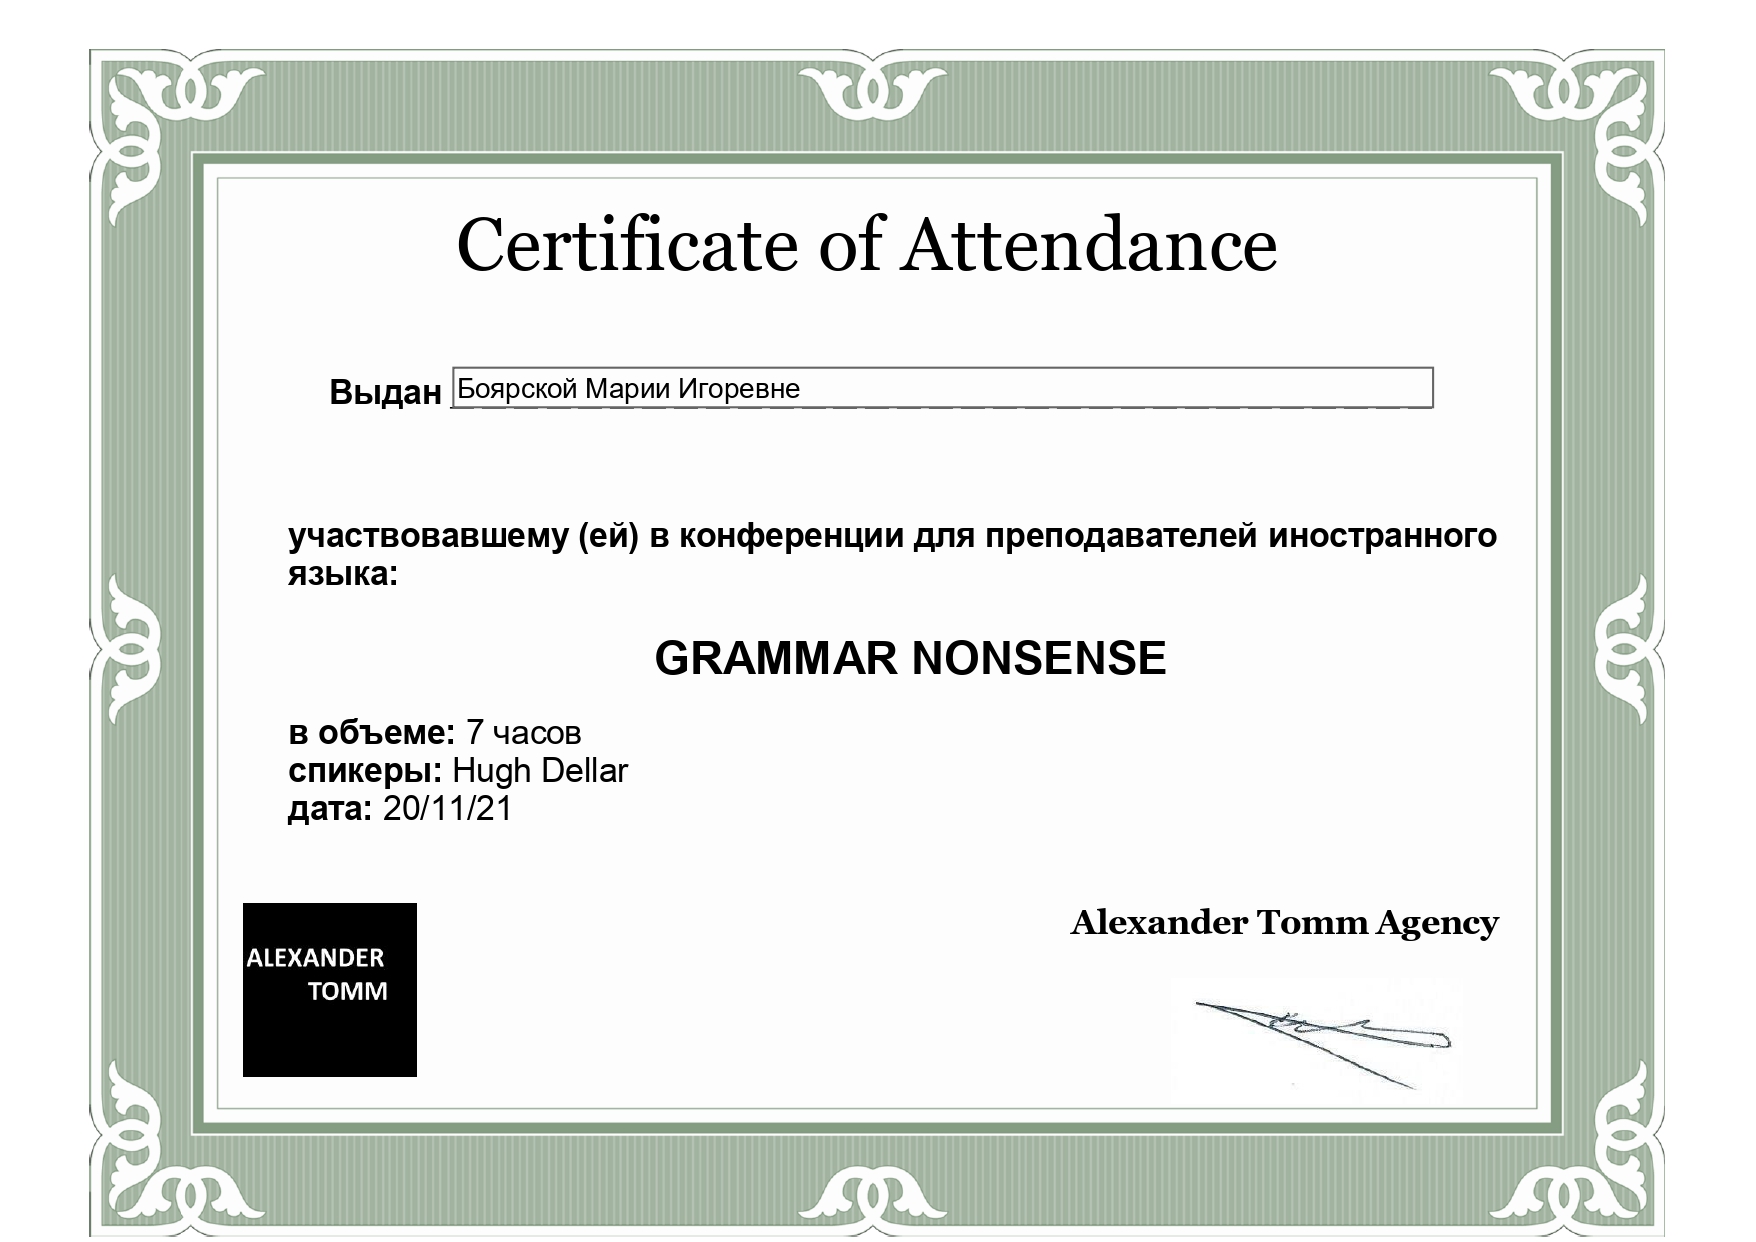 Certificate of Attendance
Выдан Боярской Марии Игоревне
участвовавшему (ей) в конференции для преподавателей иностранного
языка:
GRAMMAR NONSENSE
в объеме: 7 часов
спикеры: Hugh Dellar
дата: 20/11/21
Alexander Tomm Agency
ALEXANDER
TOMM